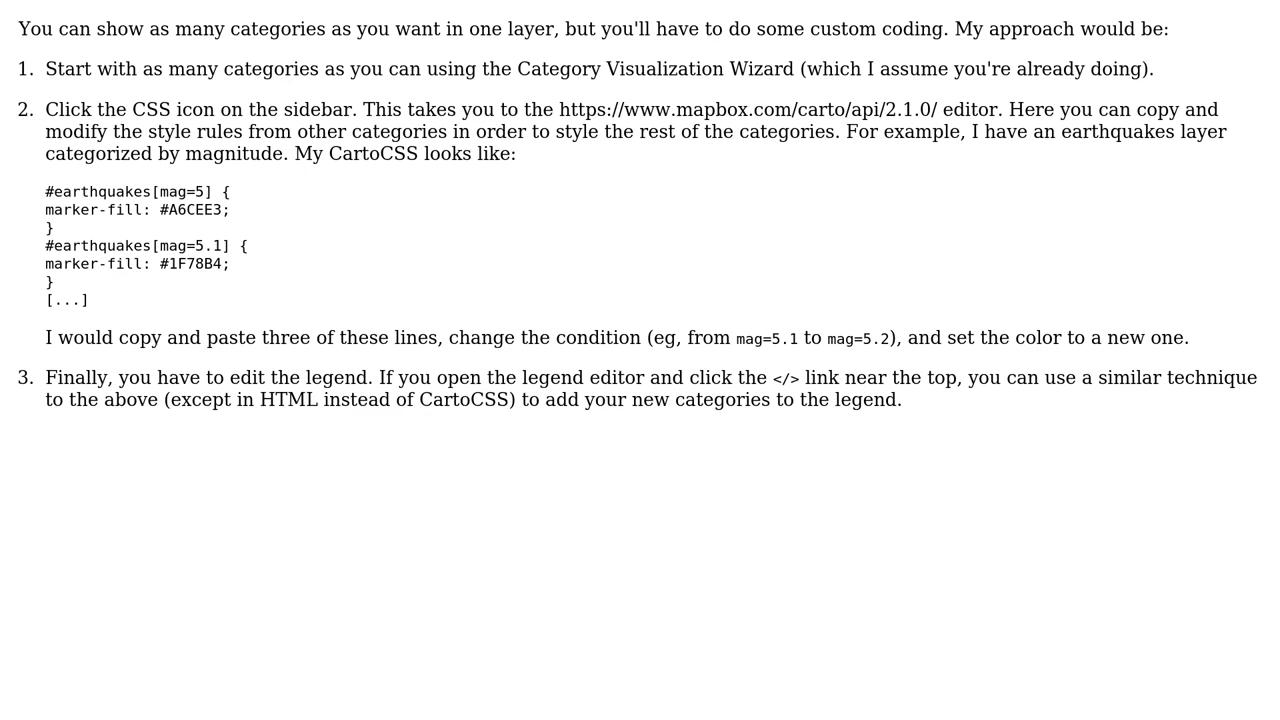 You can show as many categories as you want in one layer, but you'll have to do some custom coding. My approach would be:
1. Start with as many categories as you can using the Category Visualization Wizard (which I assume you're already doing).
2. Click the CSS icon on the sidebar. This takes you to the https://www.mapbox.com/carto/api/2.1.0/ editor. Here you can copy and
modify the style rules from other categories in order to style the rest of the categories. For example, I have an earthquakes layer
categorized by magnitude. My CartoCSS looks like:
#earthquakes[mag=5] {
marker-fill: #A6CEE3;
}
#earthquakes[mag=5.1] {
marker-fill: #1F78B4;
}
[...]
I would copy and paste three of these lines, change the condition (eg, from mag=5.1 to mag=5.2), and set the color to a new one.
3. Finally, you have to edit the legend. If you open the legend editor and click the </> link near the top, you can use a similar technique
to the above (except in HTML instead of CartoCSS) to add your new categories to the legend.